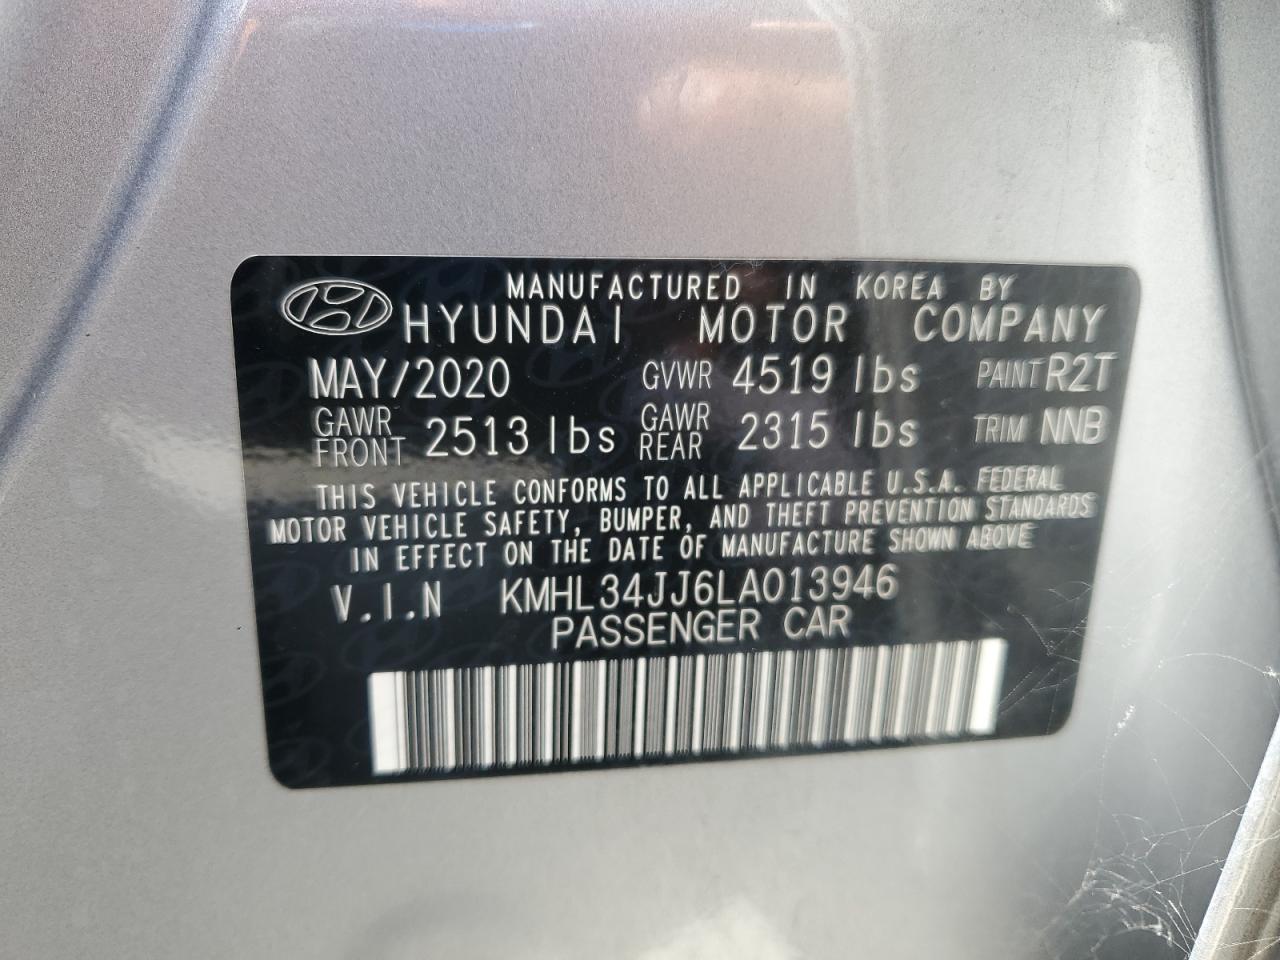 MANUFACTURED IN KOREA BY
HYUNDAI MOTOR COMPANY
MAY/2020 GVWR 4519 lbs PAINT R2T
GAWR FRONT 2513 lbs GAWR REAR 2315 lbs TRIM NNB
THIS VEHICLE CONFORMS TO ALL APPLICABLE U.S.A. FEDERAL
MOTOR VEHICLE SAFETY, BUMPER, AND THEFT PREVENTION STANDARDS
IN EFFECT ON THE DATE OF MANUFACTURE SHOWN ABOVE
V.I.N KMHL34JJ6LA013946
PASSENGER CAR